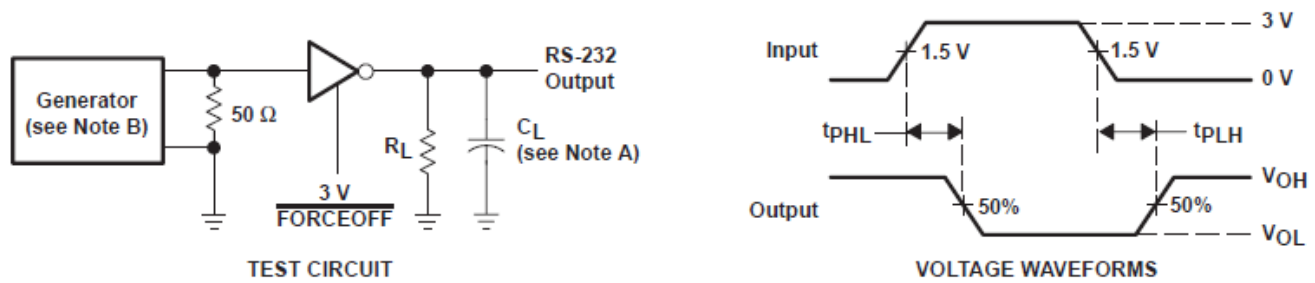 Generator
(see Note B)
50 Ω
3 V
FORCEOFF
RL
CL
(see Note A)
RS-232
Output
TEST CIRCUIT
Input
1.5 V
1.5 V
3 V
0 V
tPHL
tPLH
Output
50%
50%
VOH
VOL
VOLTAGE WAVEFORMS